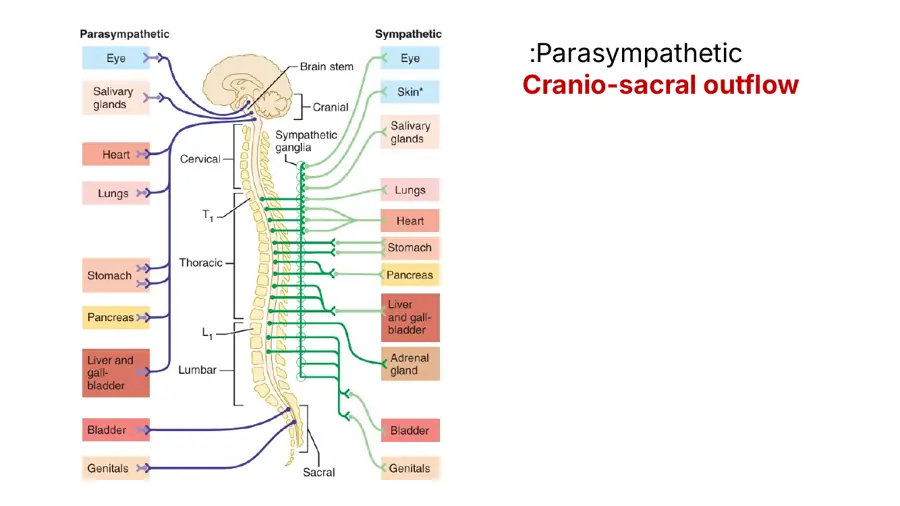 Parasympathetic
Eye
Salivary
glands
Heart
Lungs
Stomach
Pancreas
Liver and
gall-
bladder
Bladder
Genitals
Brain stem
Cranial
Sympathetic
ganglia
Cervical
T1
Thoracic
L1
Lumbar
Sacral
Sympathetic
Eye
Skin*
Salivary
glands
Lungs
Heart
Stomach
Pancreas
Liver
and gall-
bladder
Adrenal
gland
Bladder
Genitals
:Parasympathetic
Cranio-sacral outflow